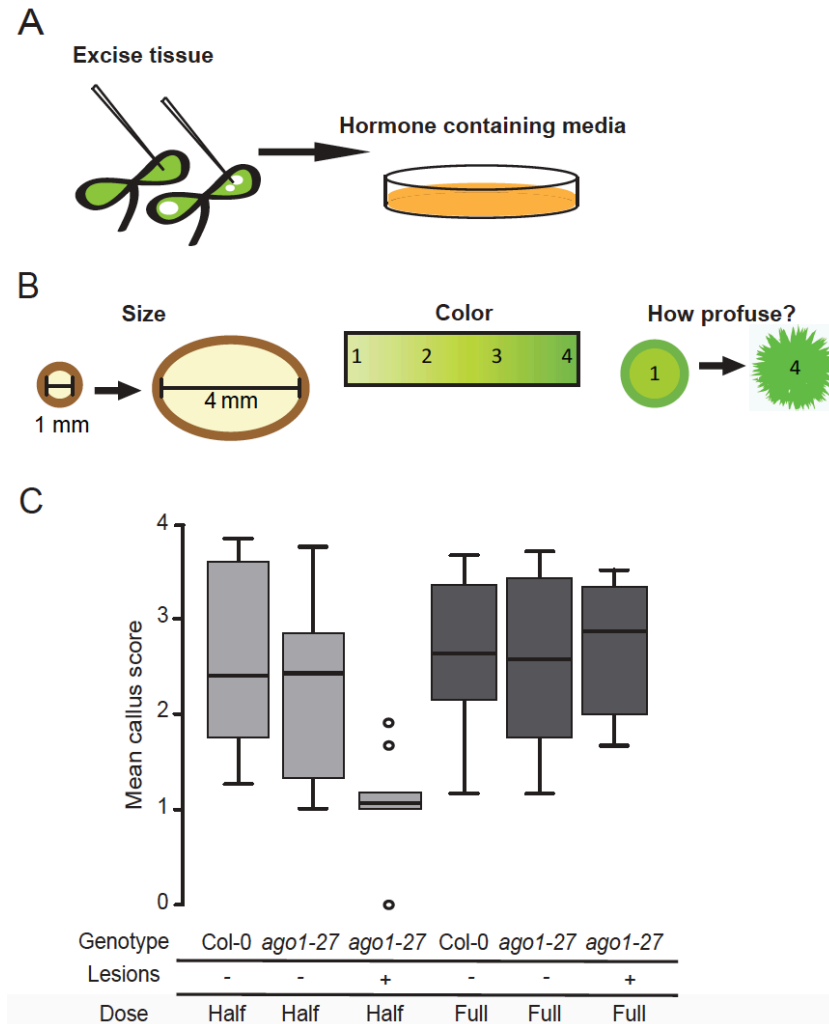 A
Excise tissue
Hormone containing media
B
Size
Color
How profuse?
1 mm
4 mm
1 2 3 4
1
4
C
Mean callus score
4
3
2
1
0
Genotype Col-0 ago1-27 ago1-27 Col-0 ago1-27 ago1-27
Lesions - - + - - +
Dose Half Half Half Full Full Full